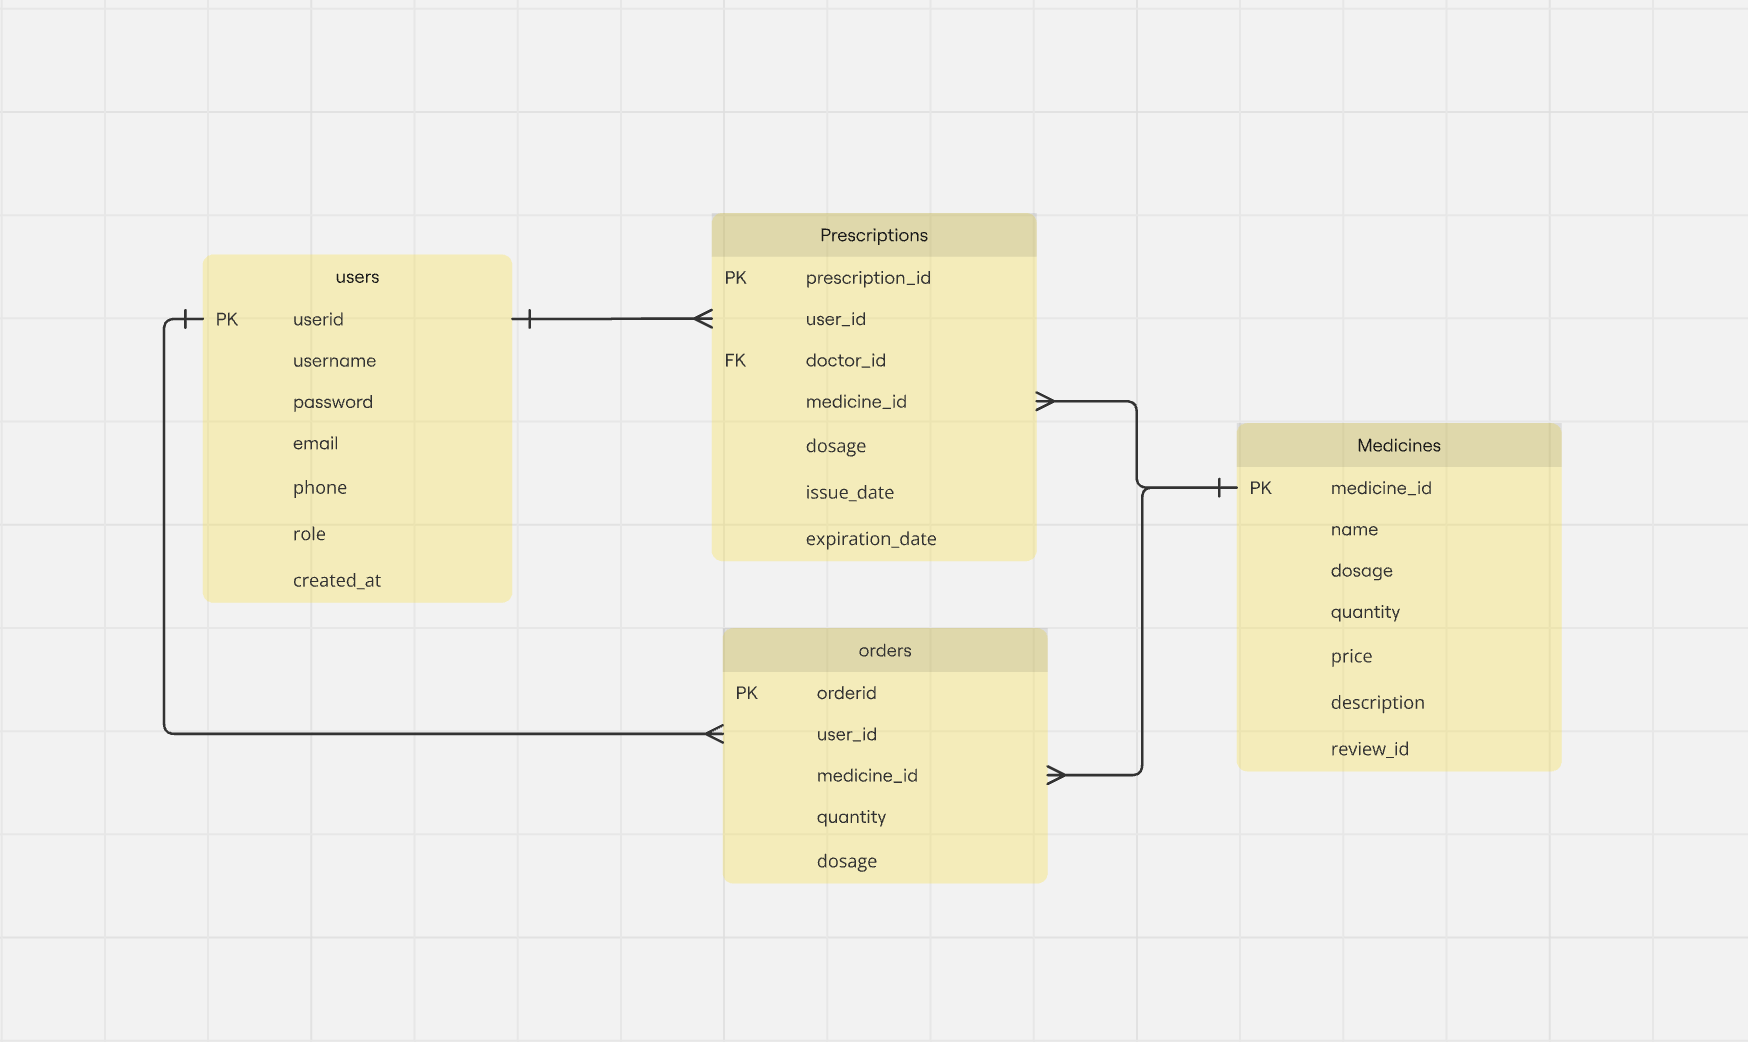 users
PK userid
username
password
email
phone
role
created_at
Prescriptions
PK prescription_id
user_id
FK doctor_id
medicine_id
dosage
issue_date
expiration_date
orders
PK orderid
user_id
medicine_id
quantity
dosage
Medicines
PK medicine_id
name
dosage
quantity
price
description
review_id